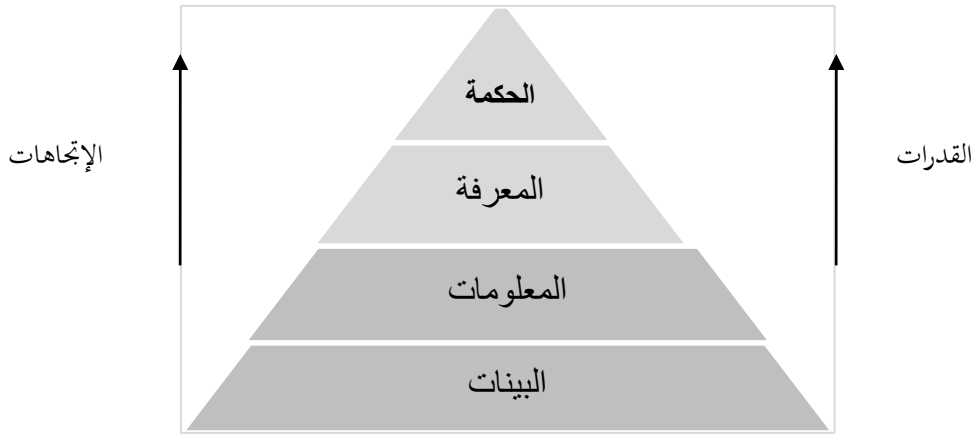 الحكمة
القدرات
الإتجاهات
المعرفة
المعلومات
البينات